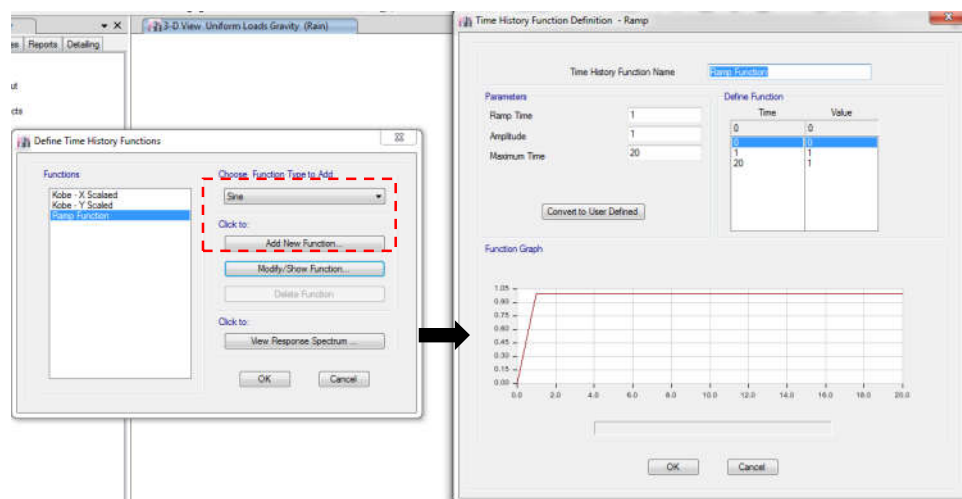 3-D View Uniform Loads Gravity (Rain)
es Reports Detailing
ut
cts
Define Time History Functions
Functions
Kobe - X Scalaed
Kobe - Y Scaled
Ramp Function
Choose Function Type to Add
Sine
Click to:
Add New Function...
Modify/Show Function...
Delete Function
Click to:
View Response Spectrum ...
OK Cancel
Time History Function Definition - Ramp
Time History Function Name Ramp Function
Parameters
Ramp Time 1
Amplitude 1
Maximum Time 20
Convert to User Defined
Define Function
Time Value
0 0
0 0
1 1
20 1
Function Graph
1.05
0.90
0.75
0.60
0.45
0.30
0.15
0.00
0.0 2.0 4.0 6.0 8.0 10.0 12.0 14.0 16.0 18.0 20.0
OK Cancel